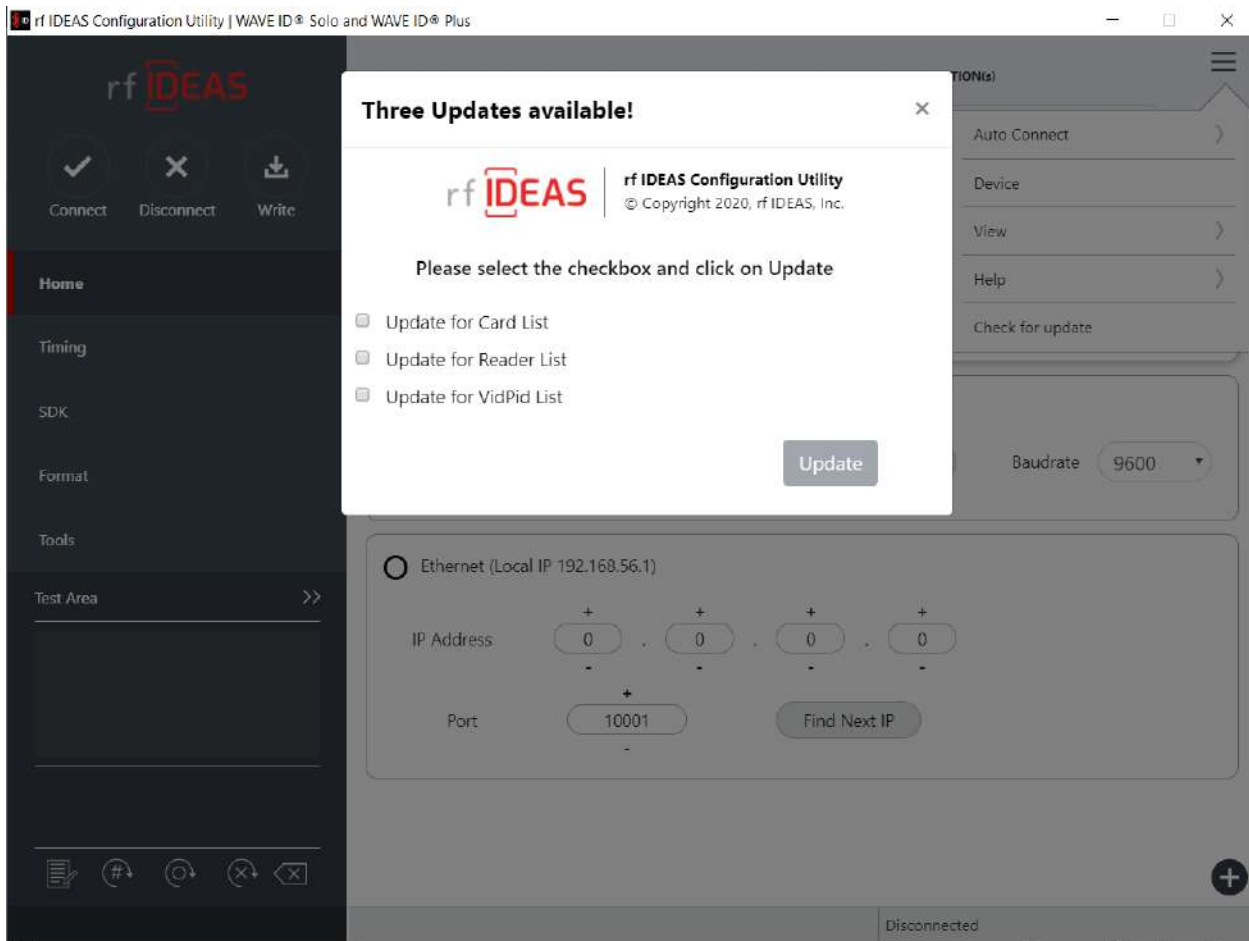 rf IDEAS Configuration Utility | WAVE ID® Solo and WAVE ID® Plus
rf IDEAS
Connect
Disconnect
Write
Home
Timing
SDK
Format
Tools
Test Area >>
TION(s)
Auto Connect
Device
View
Help
Check for update
Three Updates available!
rf IDEAS
rf IDEAS Configuration Utility
© Copyright 2020, rf IDEAS, Inc.
Please select the checkbox and click on Update
Update for Card List
Update for Reader List
Update for VidPid List
Update
Baudrate 9600
Ethernet (Local IP 192.168.56.1)
+ + + +
IP Address 0 . 0 . 0 . 0
- - - -
+
Port 10001 Find Next IP
-
Disconnected